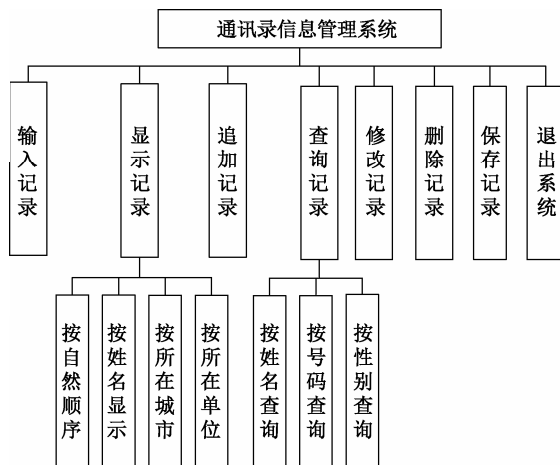 通讯录信息管理系统
输入记录
显示记录
追加记录
查询记录
修改记录
删除记录
保存记录
退出系统
按自然顺序
按姓名显示
按所在城市
按所在单位
按姓名查询
按号码查询
按性别查询